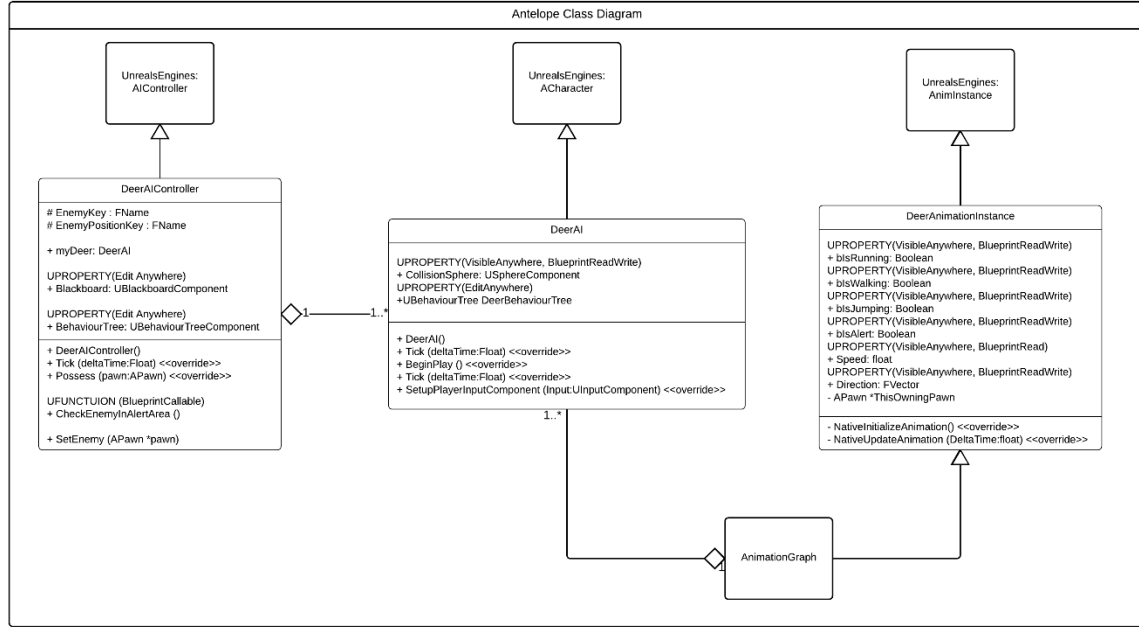 Antelope Class Diagram
UnrealsEngines:
AIController
UnrealsEngines:
ACharacter
UnrealsEngines:
AnimInstance
DeerAIController
# EnemyKey : FName
# EnemyPositionKey : FName
+ myDeer: DeerAI
UPROPERTY(Edit Anywhere)
+ Blackboard: UBlackboardComponent
UPROPERTY(Edit Anywhere)
+ BehaviourTree: UBehaviourTreeComponent
+ DeerAIController()
+ Tick (deltaTime:Float) <<override>>
+ Possess (pawn:APawn) <<override>>
UFUNCTUION (BlueprintCallable)
+ CheckEnemyInAlertArea ()
+ SetEnemy (APawn *pawn)
1
1..*
DeerAI
UPROPERTY(VisibleAnywhere, BlueprintReadWrite)
+ CollisionSphere: USphereComponent
UPROPERTY(EditAnywhere)
+UBehaviourTree DeerBehaviourTree
+ DeerAI()
+ Tick (deltaTime:Float) <<override>>
+ BeginPlay () <<override>>
+ Tick (deltaTime:Float) <<override>>
+ SetupPlayerInputComponent (Input:UInputComponent) <<override>>
1..*
DeerAnimationInstance
UPROPERTY(VisibleAnywhere, BlueprintReadWrite)
+ bIsRunning: Boolean
UPROPERTY(VisibleAnywhere, BlueprintReadWrite)
+ bIsWalking: Boolean
UPROPERTY(VisibleAnywhere, BlueprintReadWrite)
+ bIsJumping: Boolean
UPROPERTY(VisibleAnywhere, BlueprintReadWrite)
+ bIsAlert: Boolean
UPROPERTY(VisibleAnywhere, BlueprintRead)
+ Speed: float
UPROPERTY(VisibleAnywhere, BlueprintReadWrite)
+ Direction: FVector
- APawn *ThisOwningPawn
- NativeInitializeAnimation() <<override>>
- NativeUpdateAnimation (DeltaTime:float) <<override>>
1
AnimationGraph